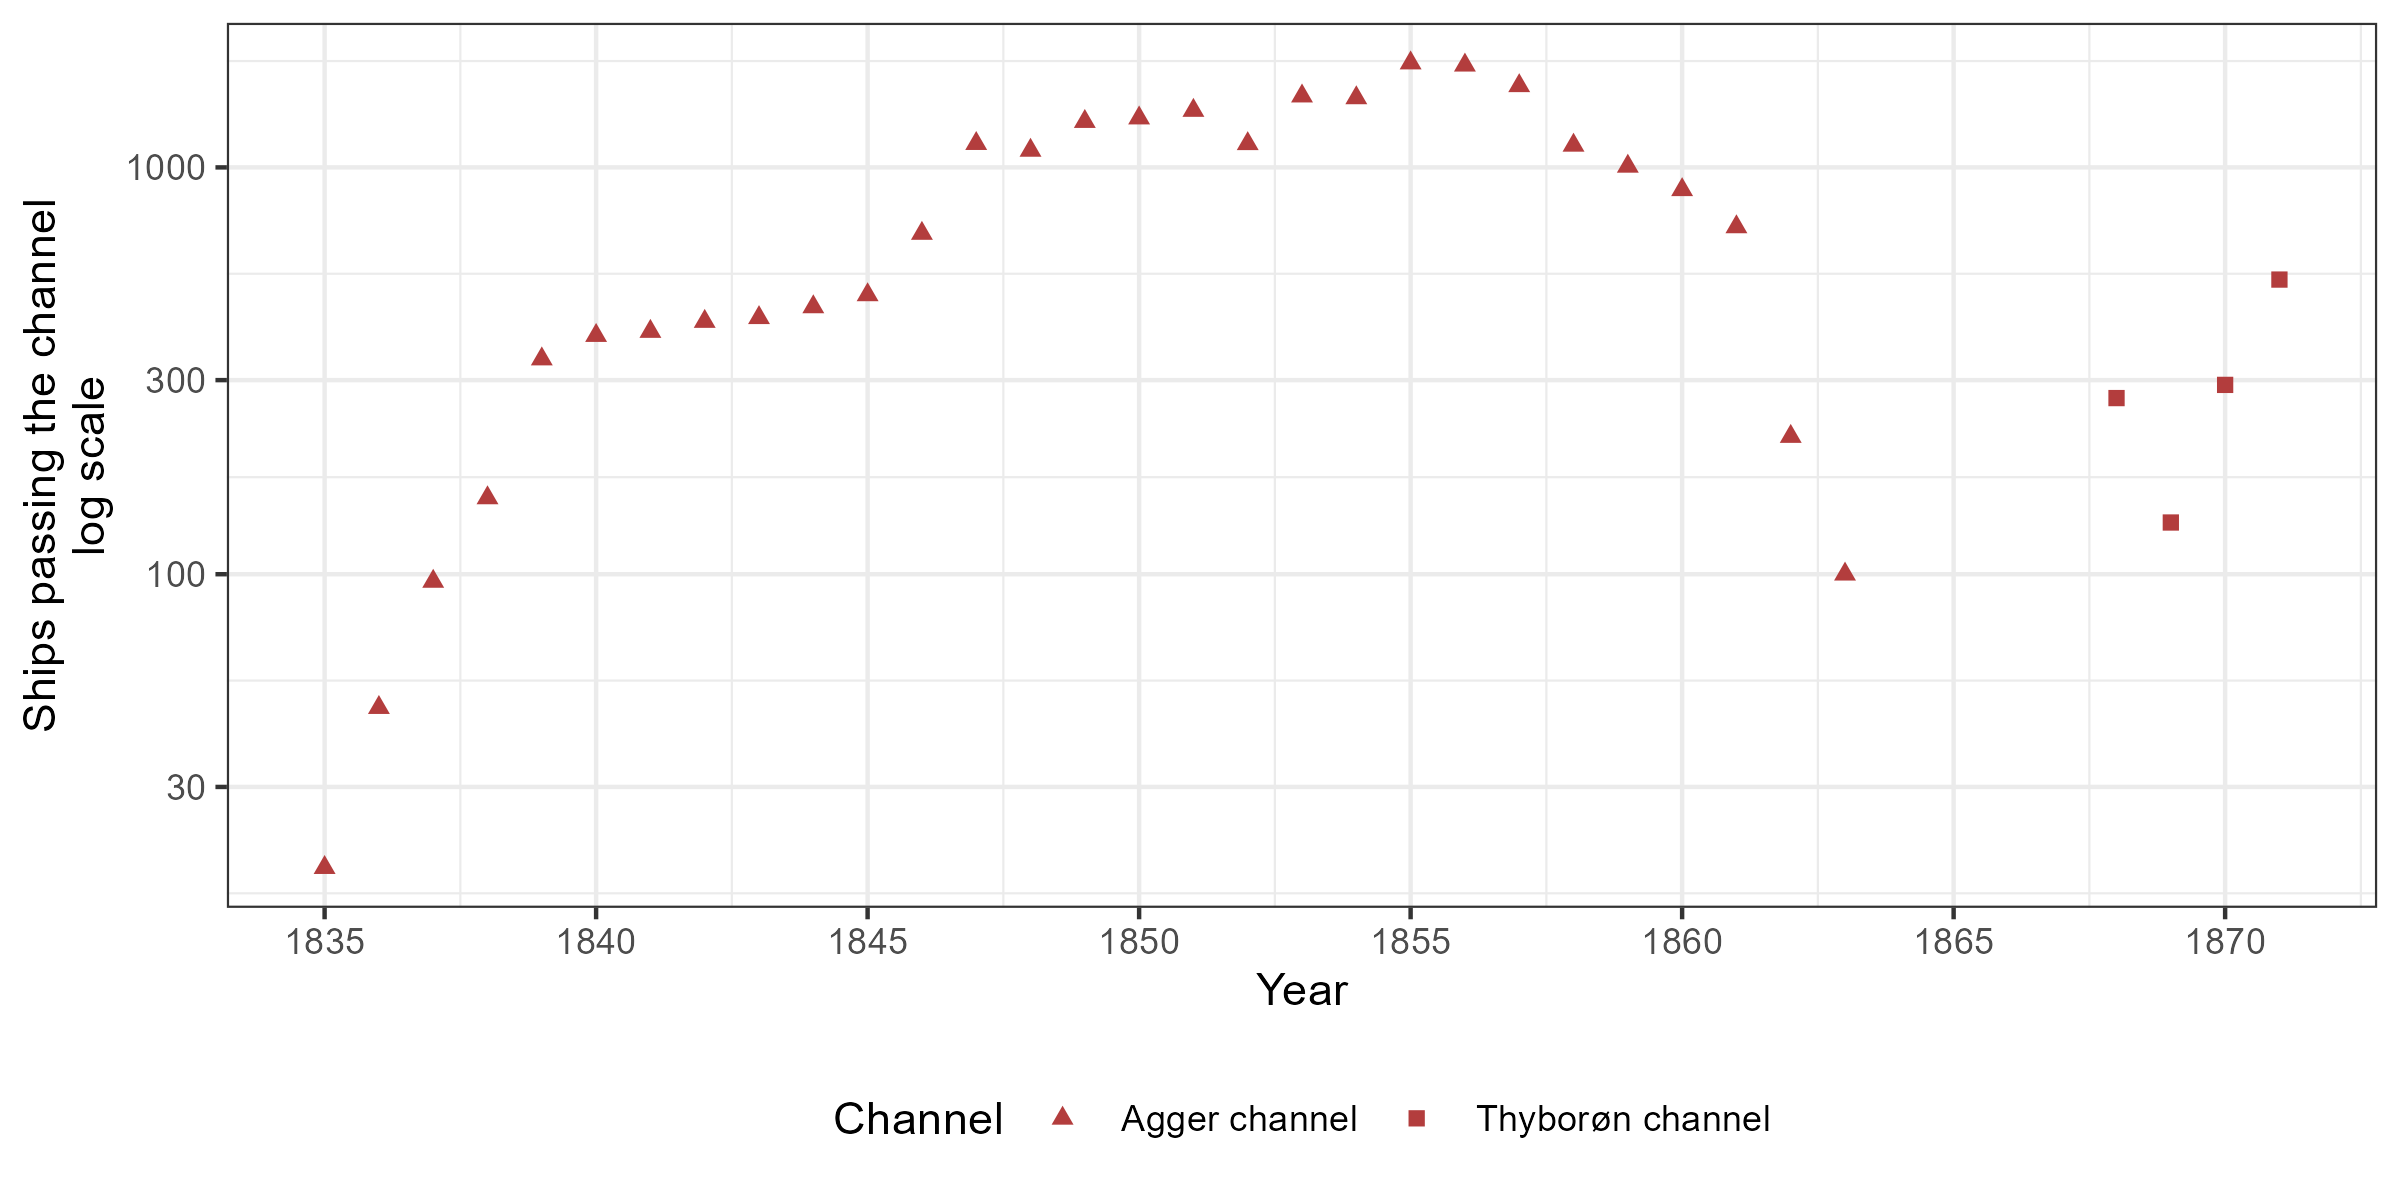 Ships passing the channel
log scale
1000
300
100
30
1835 1840 1845 1850 1855 1860 1865 1870
Year
Channel Agger channel Thyborøn channel